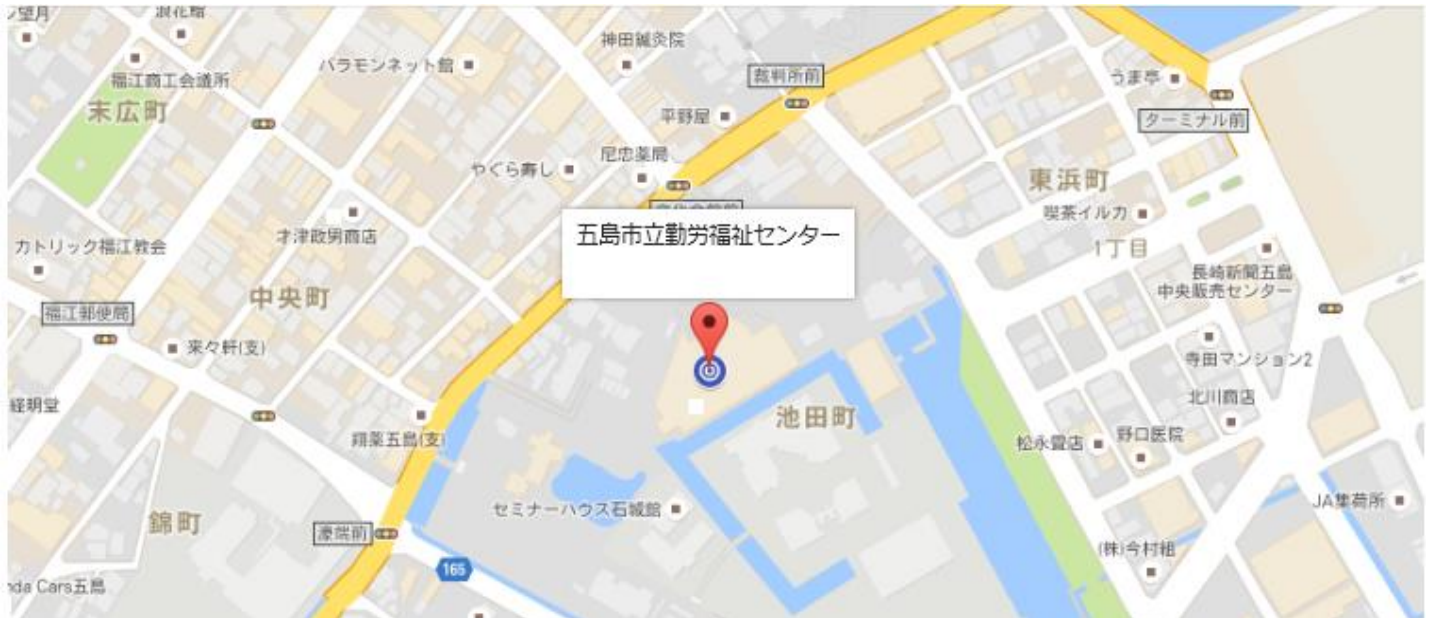 望月
浪花館
神田鍼灸院
裁判所前
うま亭
福江商工会議所
バラモンネット館
末広町
平野屋
ターミナル前
尼忠薬局
やぐら寿し
東浜町
喫茶イルカ
才津政男商店
五島市立勤労福祉センター
カトリック福江教会
1丁目
長崎新聞五島
中央販売センター
中央町
福江郵便局
来々軒(支)
寺田マンション2
経明堂
北川商店
池田町
翔薬五島(支)
松永畳店
野口医院
セミナーハウス石城館
JA集荷所
錦町
濠端前
(株)今村組
165
nda Cars五島